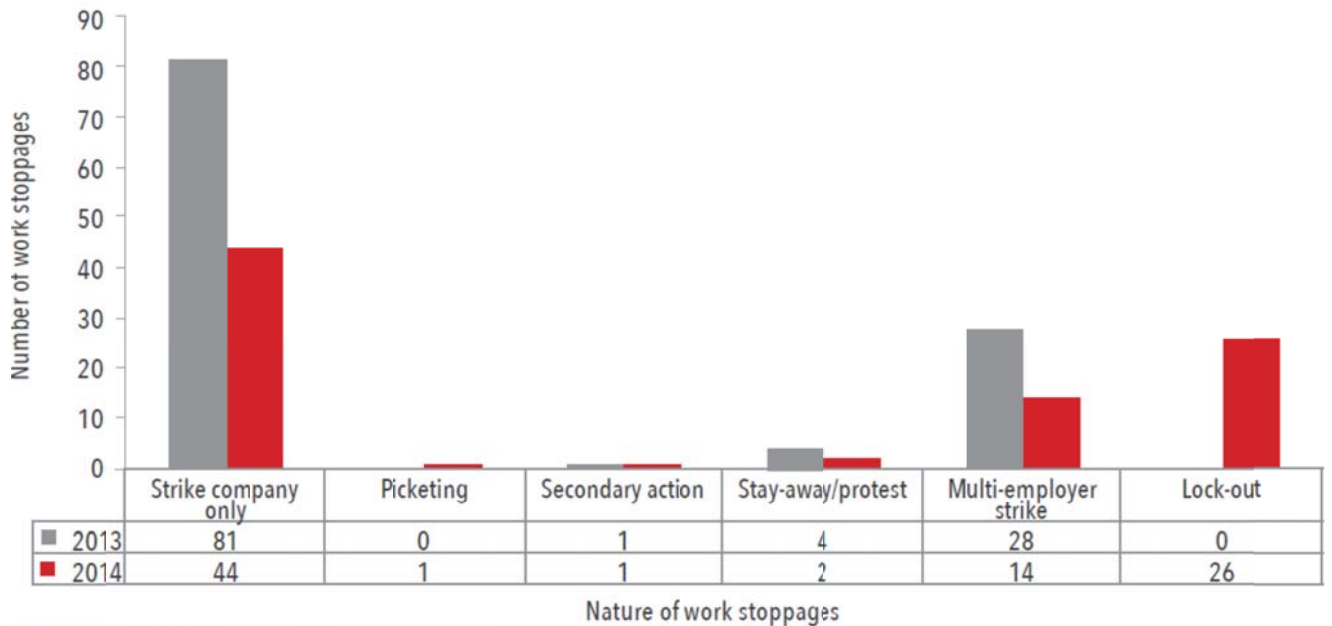 90
80
70
60
50
40
30
20
10
0
Number of work stoppages
Strike company only
Picketing
Secondary action
Stay-away/protest
Multi-employer strike
Lock-out
2013 81 0 1 4 28 0
2014 44 1 1 2 14 26
Nature of work stoppages